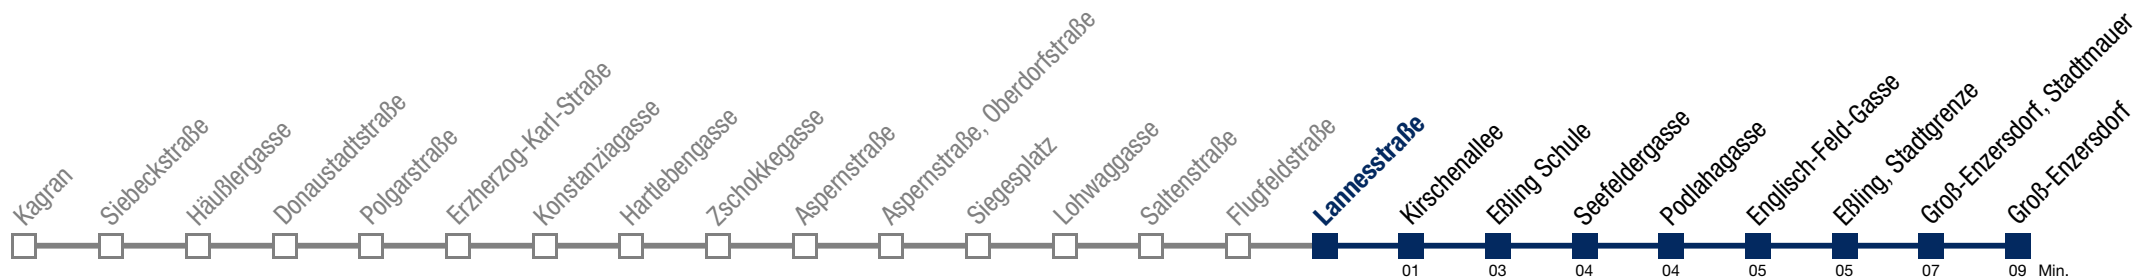 Kagran
Siebeckstraße
Häußlergasse
Donaustadtstraße
Polgarstraße
Erzherzog-Karl-Straße
Konstanziagasse
Hartlebengasse
Zschokkegasse
Aspernstraße
Aspernstraße, Oberdorfstraße
Siegesplatz
Lohwaggasse
Saltenstraße
Flugfeldstraße
Lannesstraße
Kirschenallee
Eßling Schule
Seefeldergasse
Podlahagasse
Englisch-Feld-Gasse
Eßling, Stadtgrenze
Groß-Enzersdorf, Stadtmauer
Groß-Enzersdorf
01 03 04 04 05 05 07 09 Min.